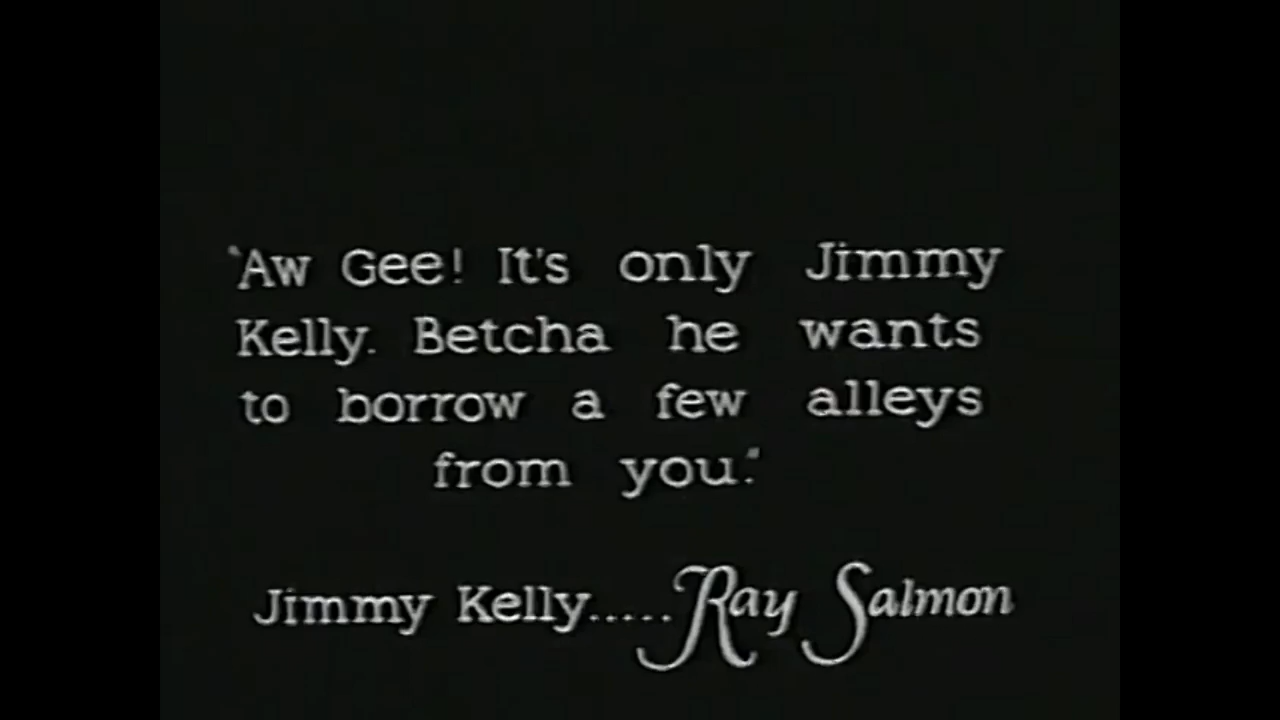 "Aw Gee! It's only Jimmy
Kelly. Betcha he wants
to borrow a few alleys
from you."
Jimmy Kelly.....Ray Salmon